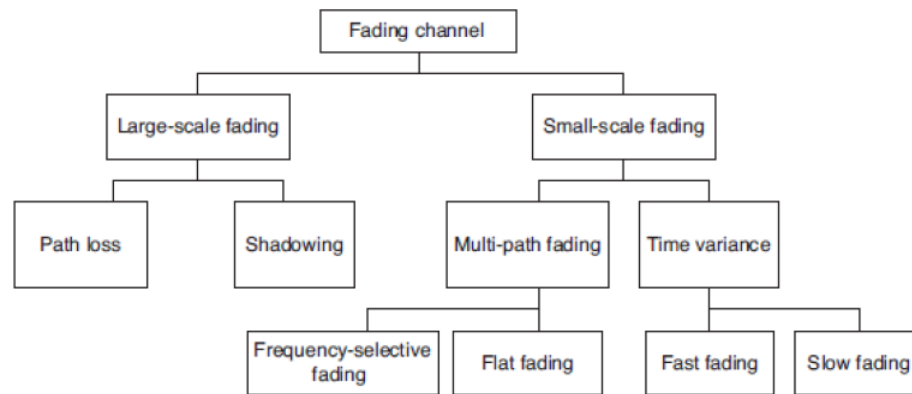 Fading channel
Large-scale fading
Small-scale fading
Path loss
Shadowing
Multi-path fading
Time variance
Frequency-selective
fading
Flat fading
Fast fading
Slow fading